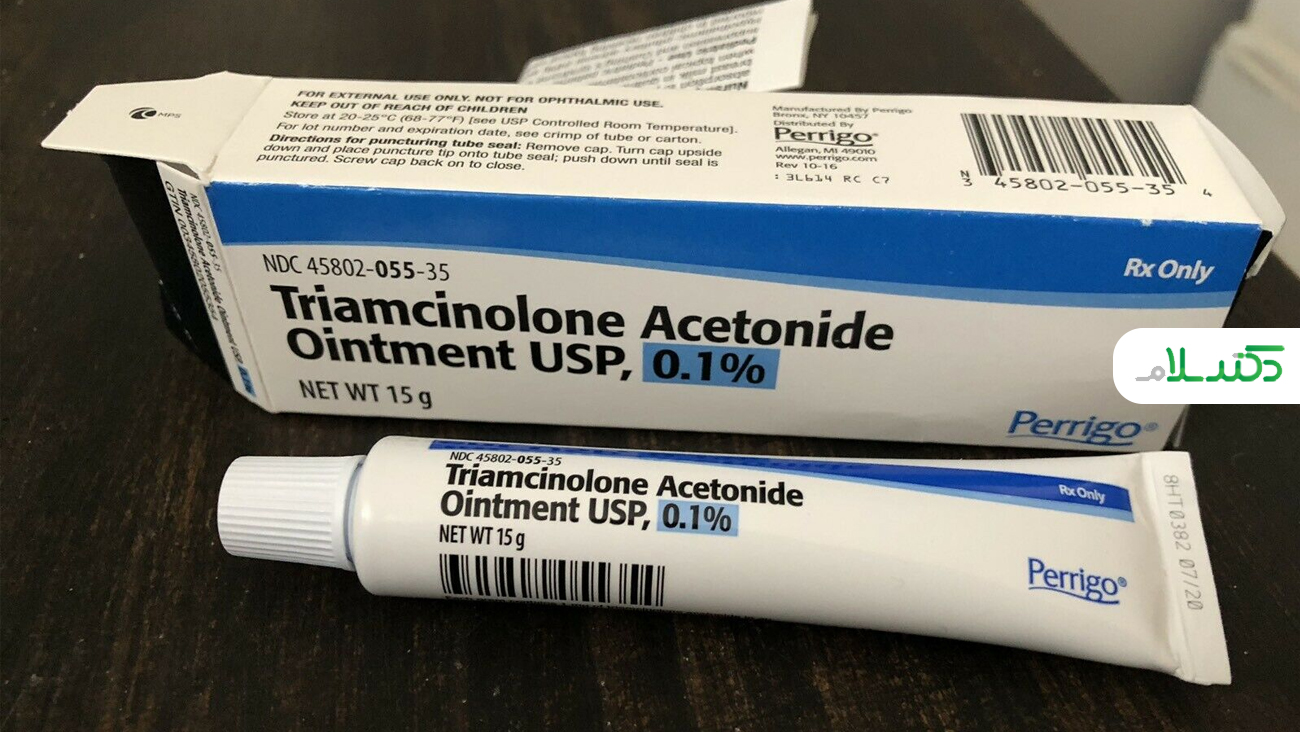 MPS
FOR EXTERNAL USE ONLY. NOT FOR OPHTHALMIC USE.
KEEP OUT OF REACH OF CHILDREN
Store at 20-25°C (68-77°F) [see USP Controlled Room Temperature].
For lot number and expiration date, see crimp of tube or carton.
Directions for puncturing tube seal: Remove cap. Turn cap upside
down and place puncture tip onto tube seal; push down until seal is
punctured. Screw cap back on to close.
Manufactured By Perrigo
Bronx, NY 10457
Distributed By
Perrigo®
Allegan, MI 49010
www.perrigo.com
Rev 10-16
: 3L614 RC C7
N
3 45802-055-35 4
Rx Only
NDC 45802-055-35
Triamcinolone Acetonide
Ointment USP, 0.1%
NET WT 15 g
Perrigo®
دکتر سلام
NDC 45802-055-35
Triamcinolone Acetonide
Ointment USP, 0.1%
NET WT 15 g
Rx Only
Perrigo®
8HT0382 07/20